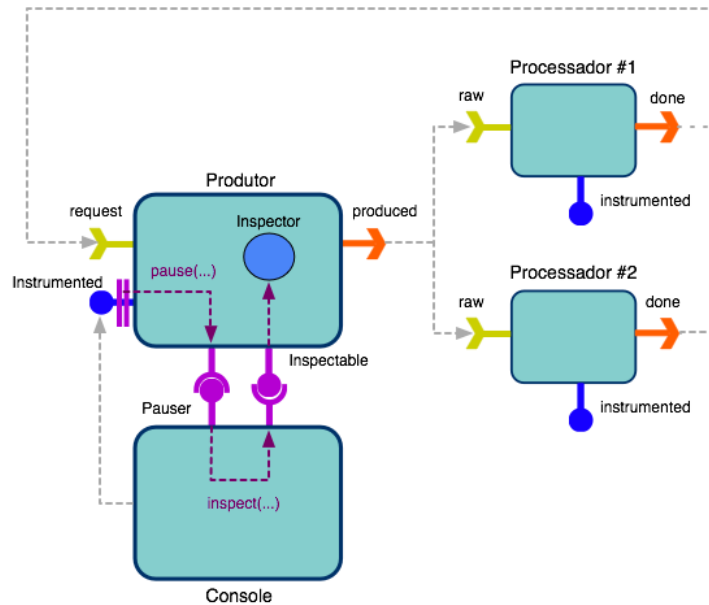 Processador #1
raw
done
instrumented
Produtor
request
produced
Inspector
pause(...)
Instrumented
Processador #2
raw
done
instrumented
Inspectable
Pauser
inspect(...)
Console